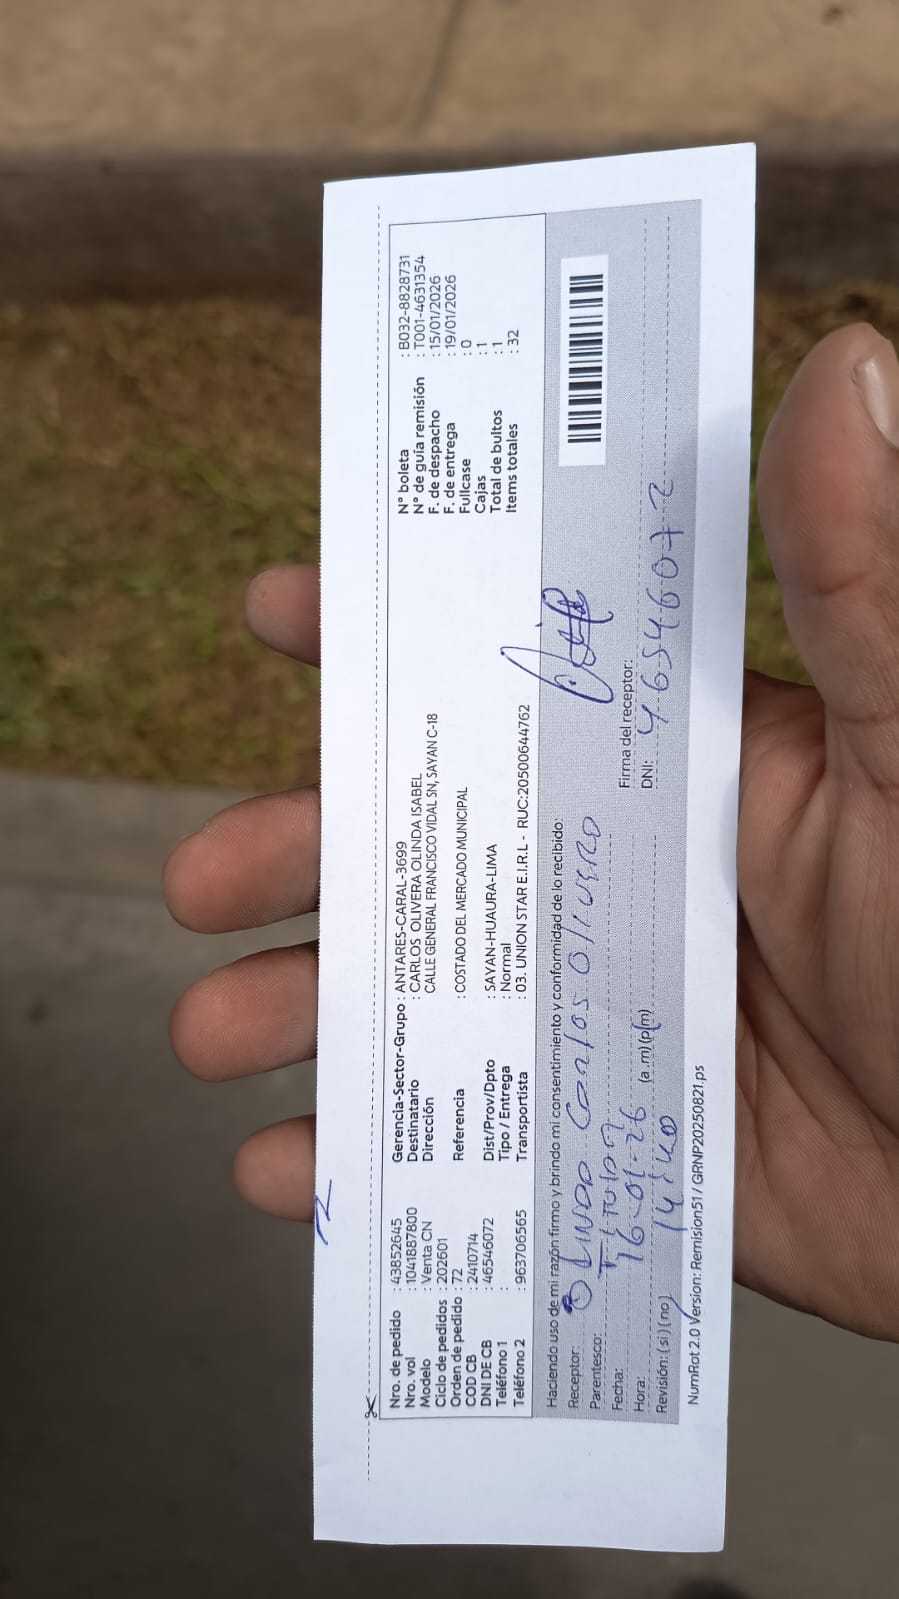 Nro. de pedido : 43852645
Nro. vol : 1041887800
Modelo : Venta CN
Ciclo de pedidos : 202601
Orden de pedido : 72
COD CB : 2410714
DNI DE CB : 46546072
Teléfono 1 :
Teléfono 2 : 963706565
Gerencia-Sector-Grupo : ANTARES-CARAL-3699
Destinatario : CARLOS OLIVERA OLINDA ISABEL
Dirección CALLE GENERAL FRANCISCO VIDAL SN, SAYAN C-18
Referencia : COSTADO DEL MERCADO MUNICIPAL
Dist/Prov/Dpto : SAYAN-HUAURA-LIMA
Tipo / Entrega : Normal
Transportista : 03. UNION STAR E.I.R.L - RUC:20500644762
N° boleta : B032-8828731
N° de guía remisión : T001-4631354
F. de despacho : 15/01/2026
F. de entrega : 19/01/2026
Fullcase : 0
Cajas : 1
Total de bultos : 1
Items totales : 32
Haciendo uso de mi razón firmo y brindo mi consentimiento y conformidad de lo recibido:
Receptor: OLINDA Carlos Olivero
Parentesco: Titular
Fecha: 16-01-26
Hora: 14:40 (a.m)(p.m)
Revisión: (si)(no)
Firma del receptor:
DNI: 46546072
NumRot 2.0 Version: Remision51 / GRNP20250821.ps